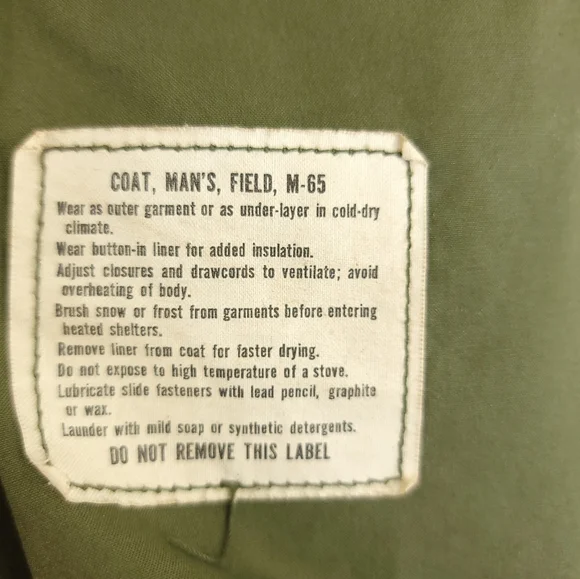 COAT, MAN'S, FIELD, M-65
Wear as outer garment or as under-layer in cold-dry
climate.
Wear button-in liner for added insulation.
Adjust closures and drawcords to ventilate; avoid
overheating of body.
Brush snow or frost from garments before entering
heated shelters.
Remove liner from coat for faster drying.
Do not expose to high temperature of a stove.
Lubricate slide fasteners with lead pencil, graphite
or wax.
Launder with mild soap or synthetic detergents.
DO NOT REMOVE THIS LABEL